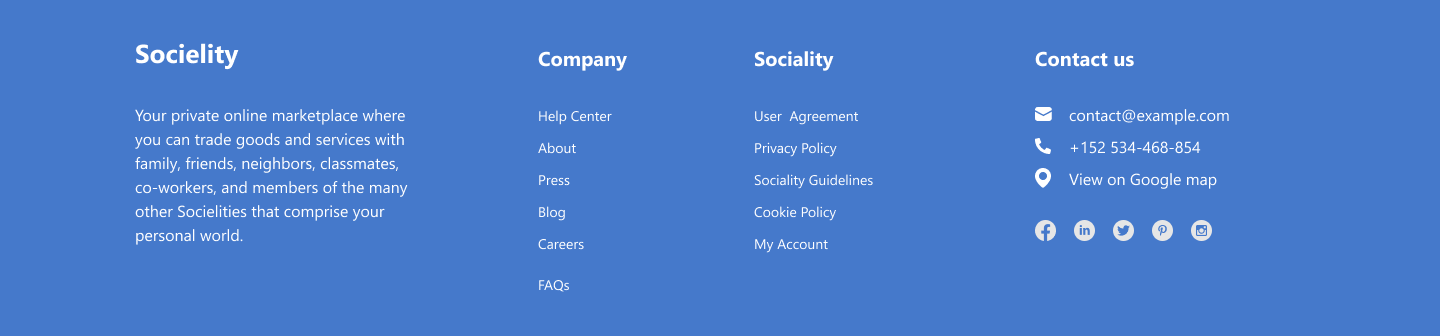 Socielity
Your private online marketplace where
you can trade goods and services with
family, friends, neighbors, classmates,
co-workers, and members of the many
other Socielities that comprise your
personal world.
Company
Help Center
About
Press
Blog
Careers
FAQs
Sociality
User  Agreement
Privacy Policy
Sociality Guidelines
Cookie Policy
My Account
Contact us
contact@example.com
+152 534-468-854
View on Google map